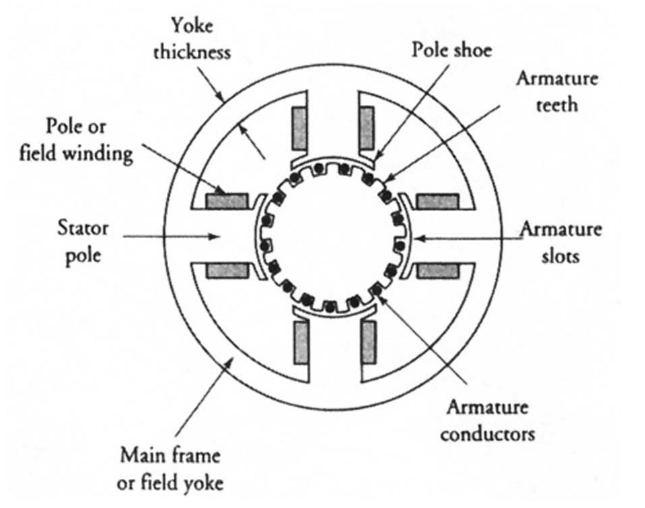 Yoke
thickness
Pole shoe
Armature
teeth
Pole or
field winding
Stator
pole
Armature
slots
Armature
conductors
Main frame
or field yoke